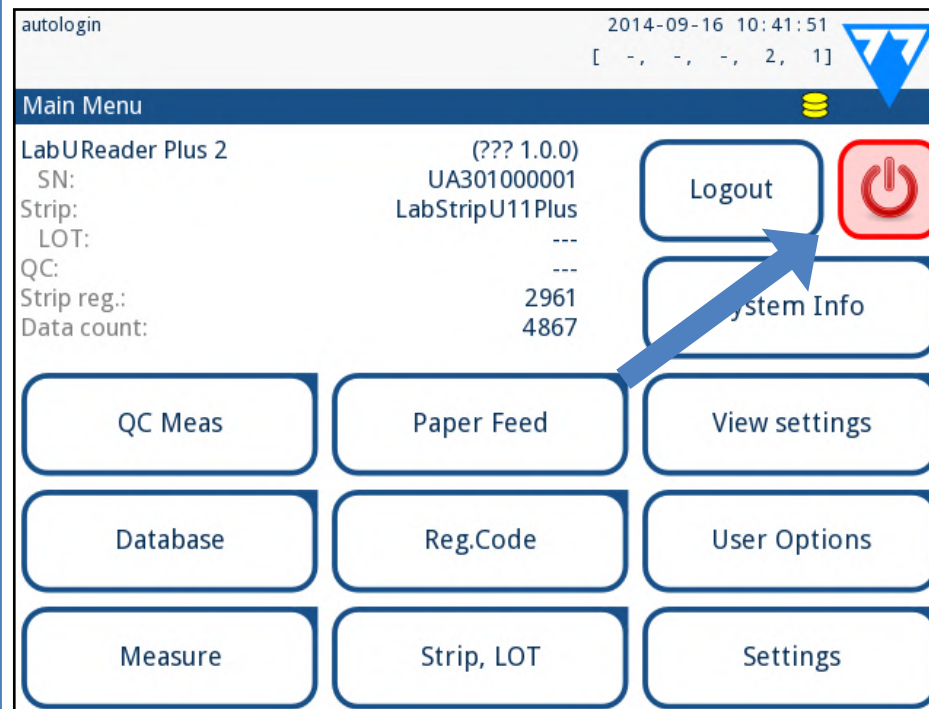 autologin 2014-09-16 10:41:51
[ -, -, -, 2, 1]
Main Menu
LabUReader Plus 2 (??? 1.0.0)
SN: UA301000001
Strip: LabStripU11Plus
LOT: ---
QC: ---
Strip reg.: 2961
Data count: 4867
Logout
Info
QC Meas Paper Feed View settings
Database Reg.Code User Options
Measure Strip, LOT Settings